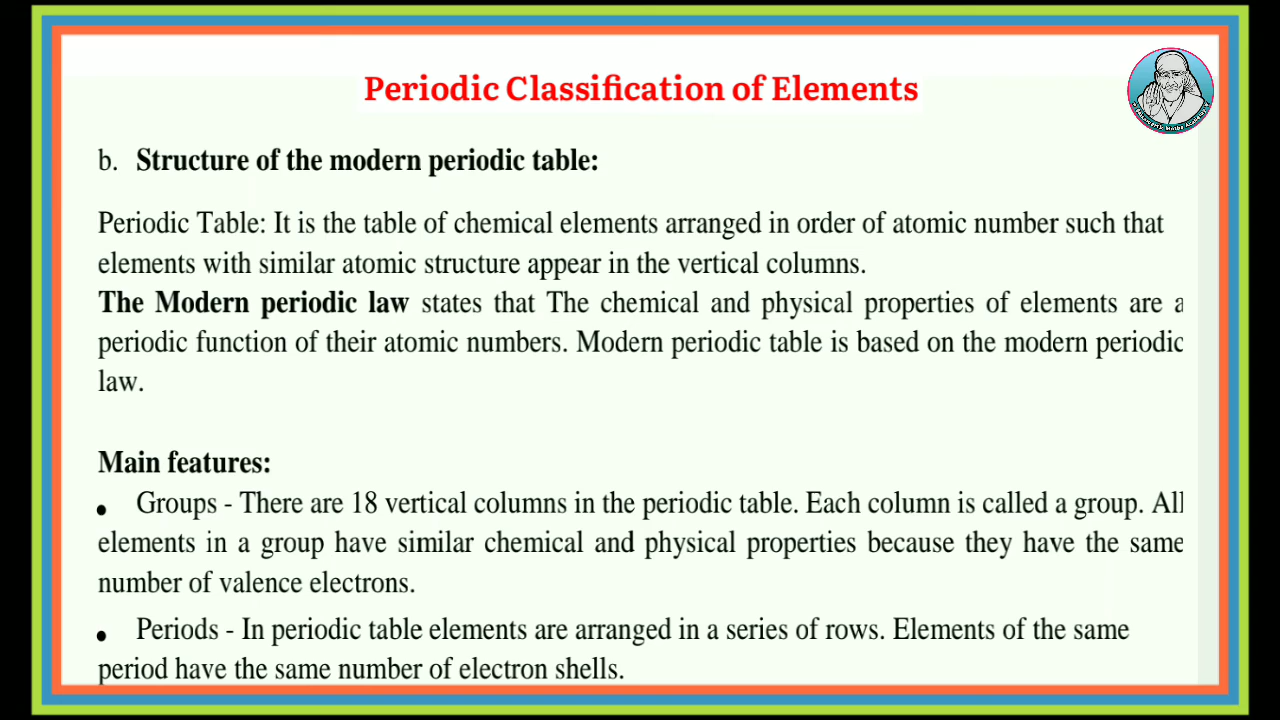 Periodic Classification of Elements
b. Structure of the modern periodic table:
Periodic Table: It is the table of chemical elements arranged in order of atomic number such that
elements with similar atomic structure appear in the vertical columns.
The Modern periodic law states that The chemical and physical properties of elements are a
periodic function of their atomic numbers. Modern periodic table is based on the modern periodic
law.
Main features:
• Groups - There are 18 vertical columns in the periodic table. Each column is called a group. All
elements in a group have similar chemical and physical properties because they have the same
number of valence electrons.
• Periods - In periodic table elements are arranged in a series of rows. Elements of the same
period have the same number of electron shells.